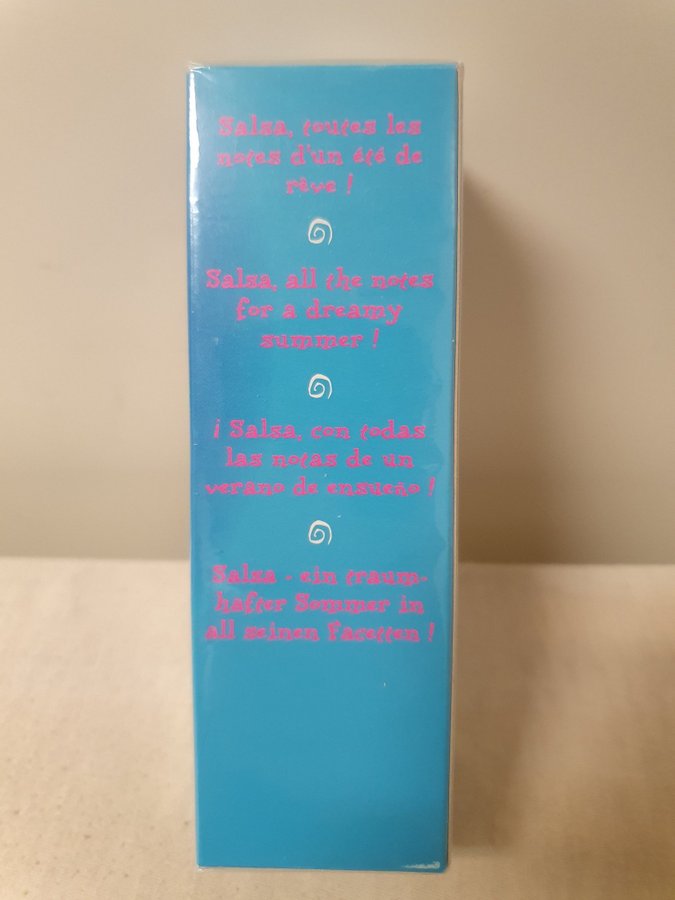 Salsa, toutes les
notes d'un été de
rêve !
Salsa, all the notes
for a dreamy
summer !
¡ Salsa, con todas
las notas de un
verano de ensueño !
Salsa - ein traum-
hafter Sommer in
all seinen Facetten !